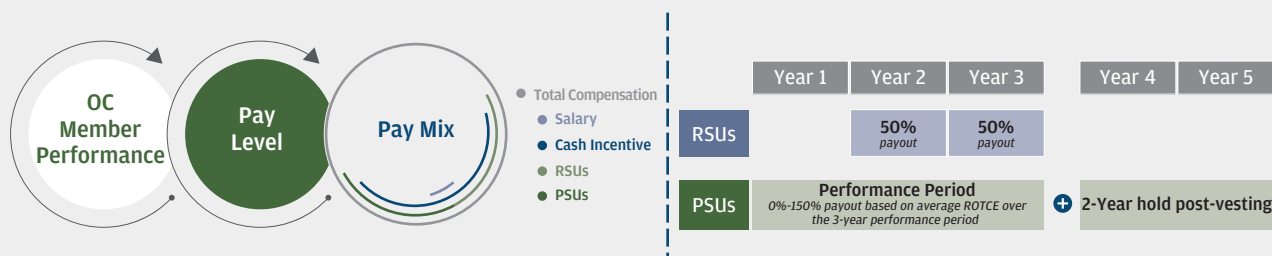 OC
Member
Performance
Pay
Level
Pay Mix
Total Compensation
Salary
Cash Incentive
RSUs
PSUs
Year 1
Year 2
Year 3
Year 4
Year 5
RSUs
50%
payout
50%
payout
PSUs
Performance Period
0%-150% payout based on average ROTCE over
the 3-year performance period
+
2-Year hold post-vesting